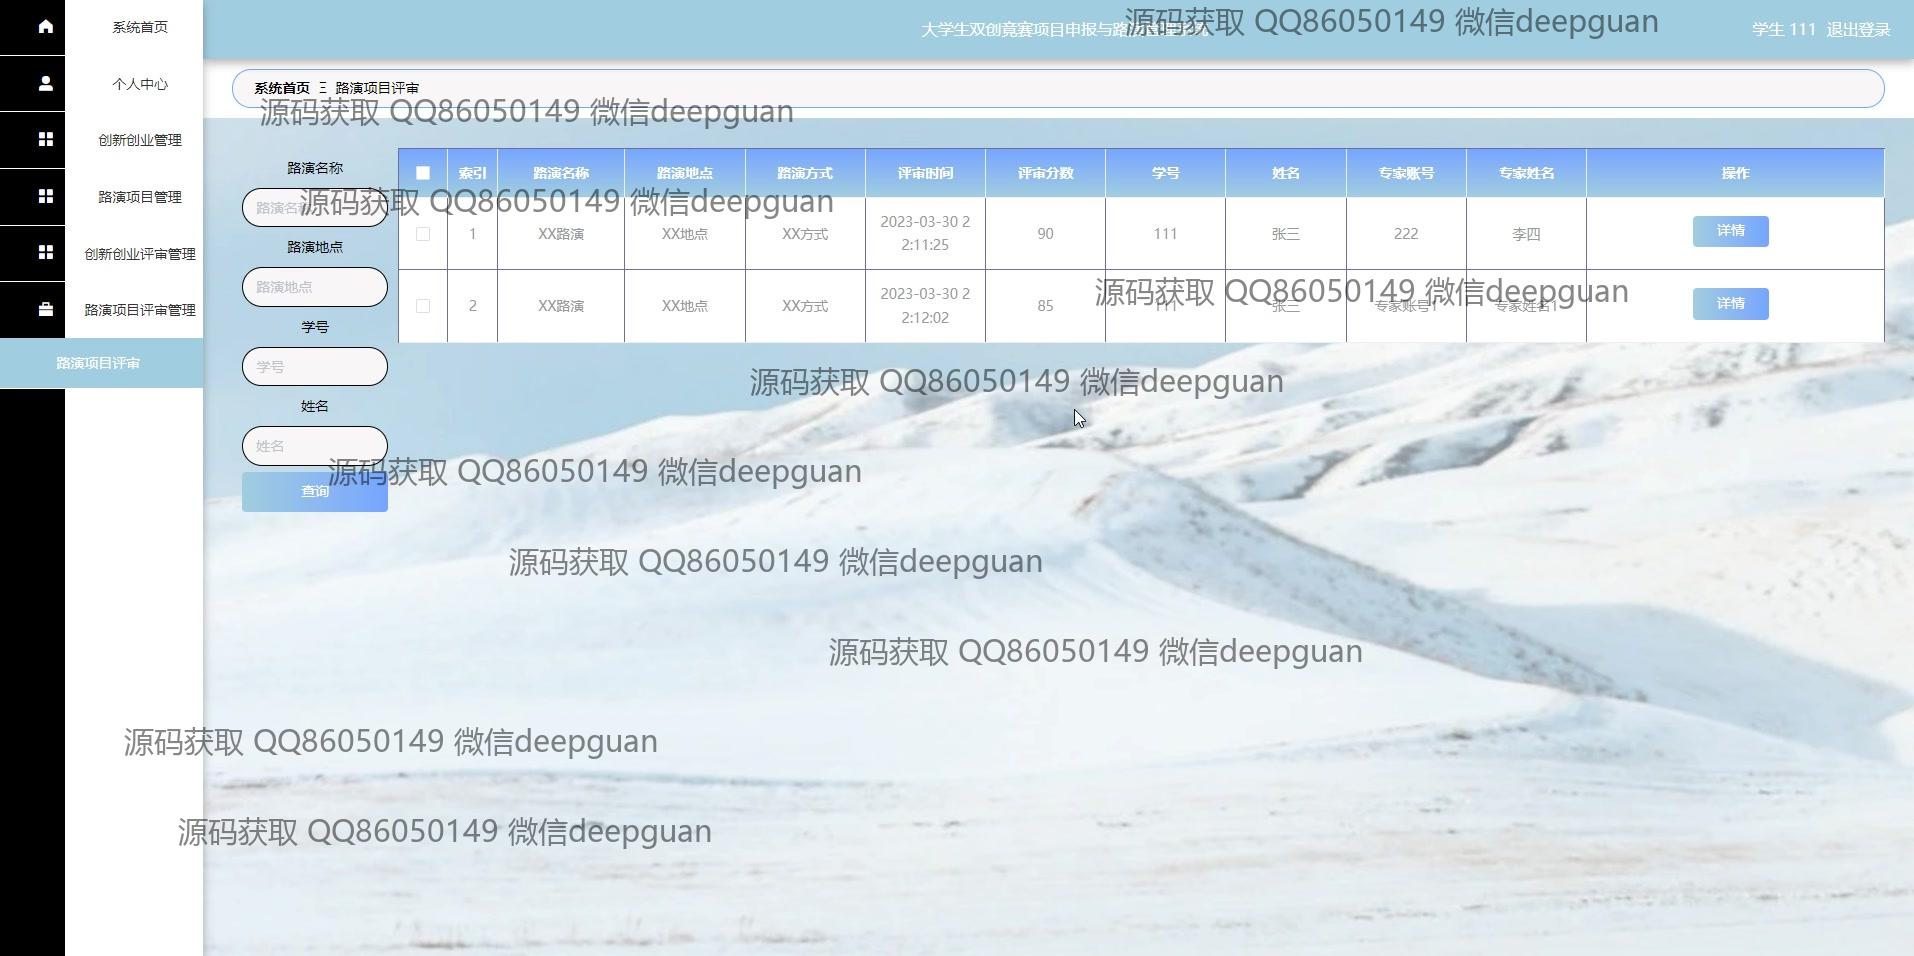 系统首页
个人中心
创新创业管理
路演项目管理
创新创业评审管理
路演项目评审管理
路演项目评审
大学生双创竞赛项目申报与路演管理系统
学生 111 退出登录
系统首页 Ξ 路演项目评审
路演名称
路演名称
路演地点
路演地点
学号
学号
姓名
姓名
查询
索引 路演名称 路演地点 路演方式 评审时间 评审分数 学号 姓名 专家账号 专家姓名 操作
1 XX路演 XX地点 XX方式 2023-03-30 2 90 111 张三 222 李四 详情
2:11:25
2 XX路演 XX地点 XX方式 2023-03-30 2 85 111 张三 专家账号1 专家姓名1 详情
2:12:02
源码获取 QQ86050149 微信deepguan
源码获取 QQ86050149 微信deepguan
源码获取 QQ86050149 微信deepguan
源码获取 QQ86050149 微信deepguan
源码获取 QQ86050149 微信deepguan
源码获取 QQ86050149 微信deepguan
源码获取 QQ86050149 微信deepguan
源码获取 QQ86050149 微信deepguan
源码获取 QQ86050149 微信deepguan
源码获取 QQ86050149 微信deepguan